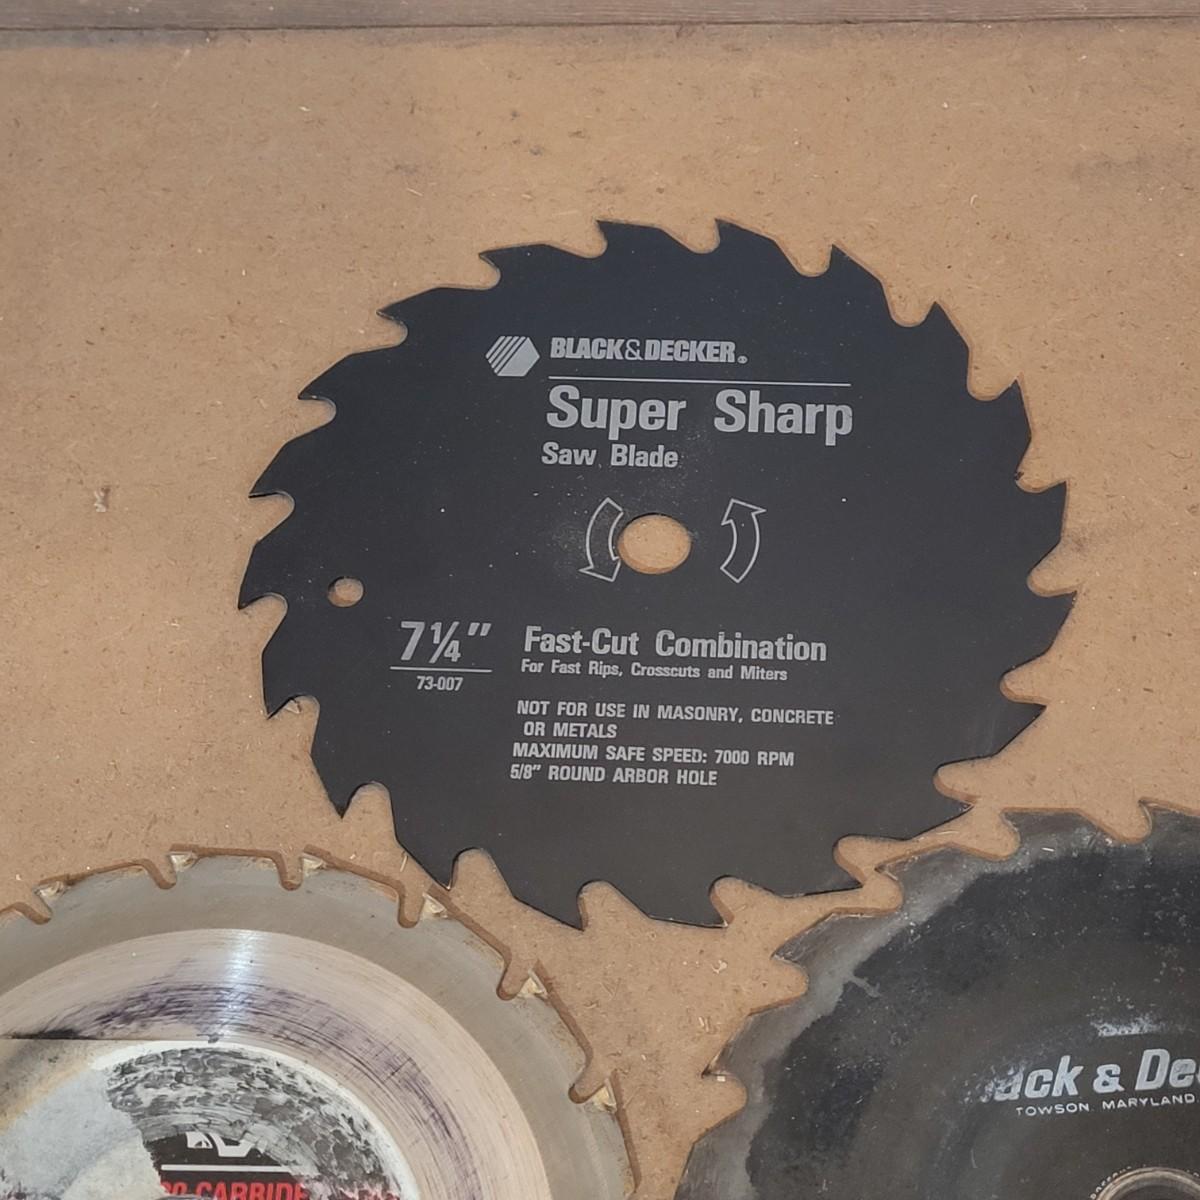 BLACK&DECKER®
Super Sharp
Saw Blade
7 1/4"
73-007
Fast-Cut Combination
For Fast Rips, Crosscuts and Miters
NOT FOR USE IN MASONRY, CONCRETE
OR METALS
MAXIMUM SAFE SPEED: 7000 RPM
5/8" ROUND ARBOR HOLE
& De
TOWSON, MARYLAND
CARBIDE